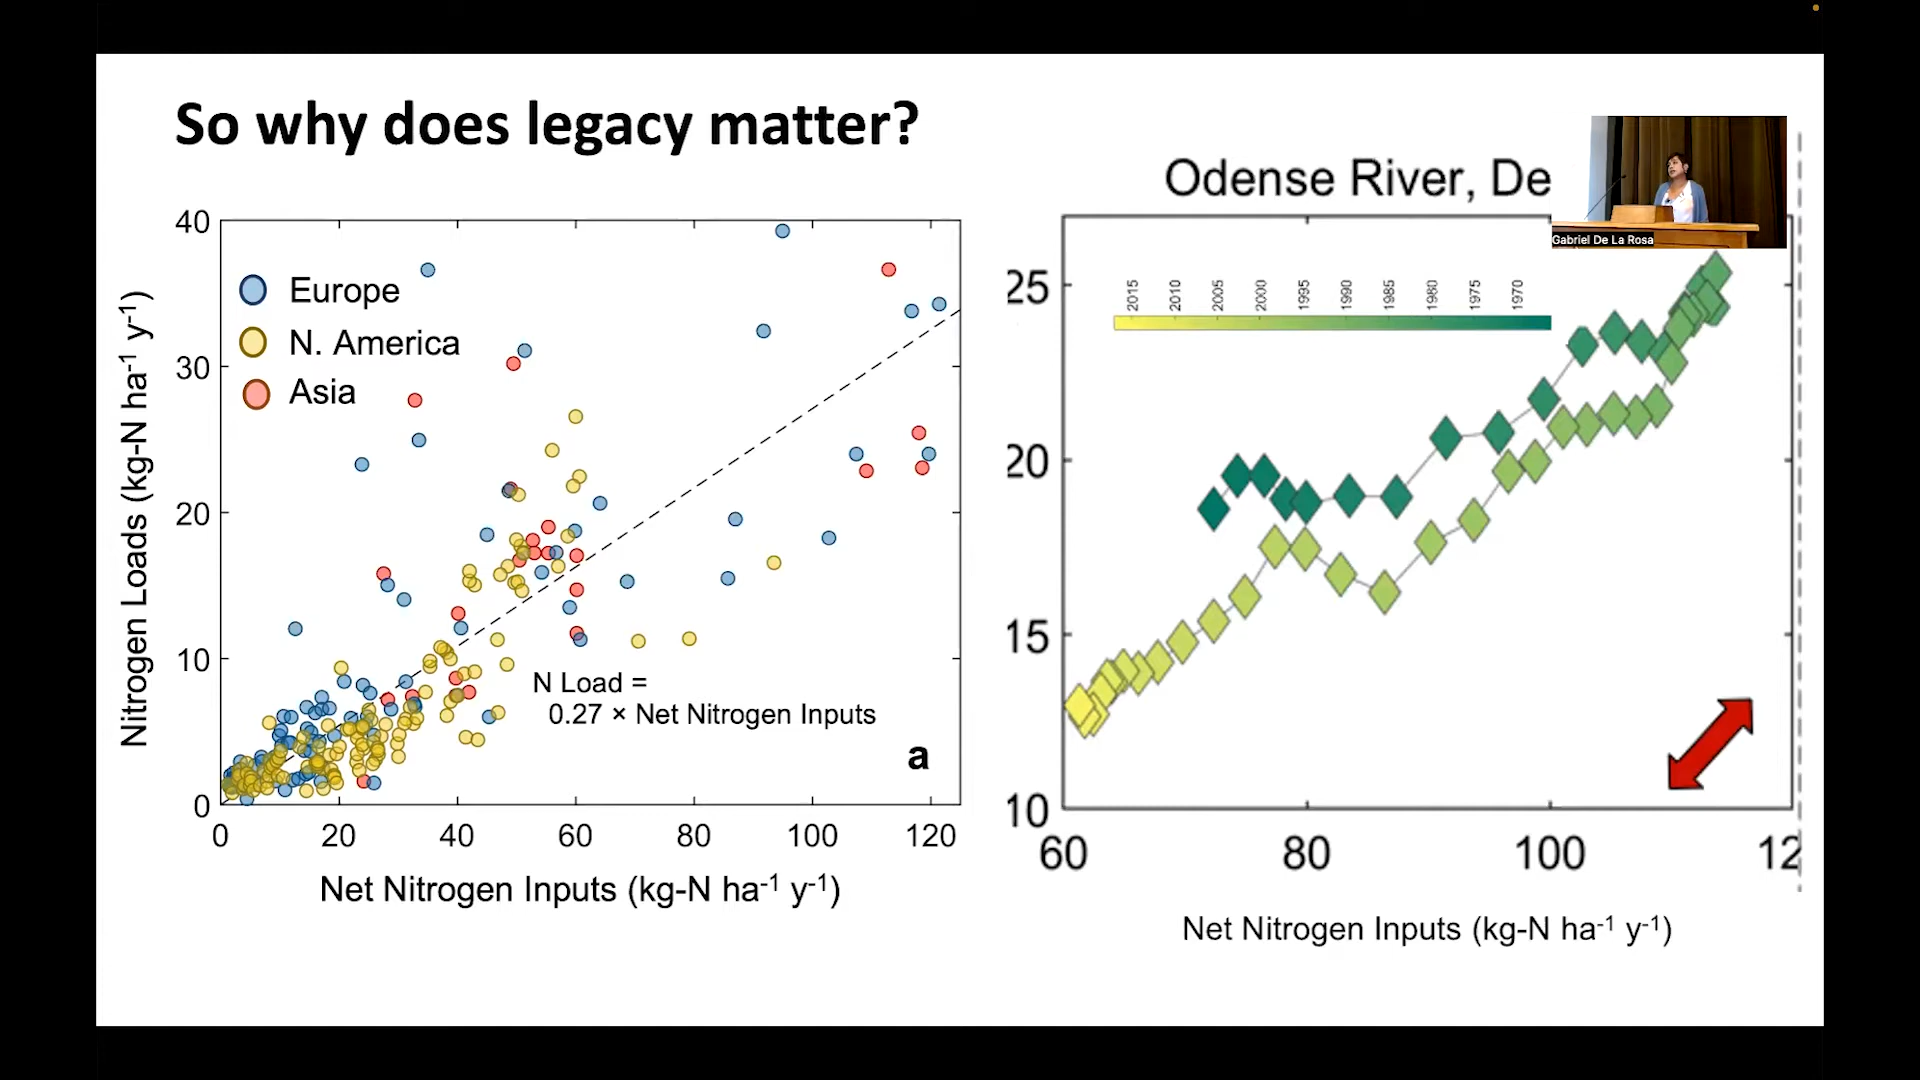 So why does legacy matter?
Europe
N. America
Asia
40
30
20
10
0
0 20 40 60 80 100 120
Nitrogen Loads (kg-N ha-1 y-1)
Net Nitrogen Inputs (kg-N ha-1 y-1)
N Load =
0.27 × Net Nitrogen Inputs
a
Odense River, De
Gabriel De La Rosa
2015 2010 2005 2000 1995 1990 1985 1980 1975 1970
25
20
15
10
60 80 100 12
Net Nitrogen Inputs (kg-N ha-1 y-1)